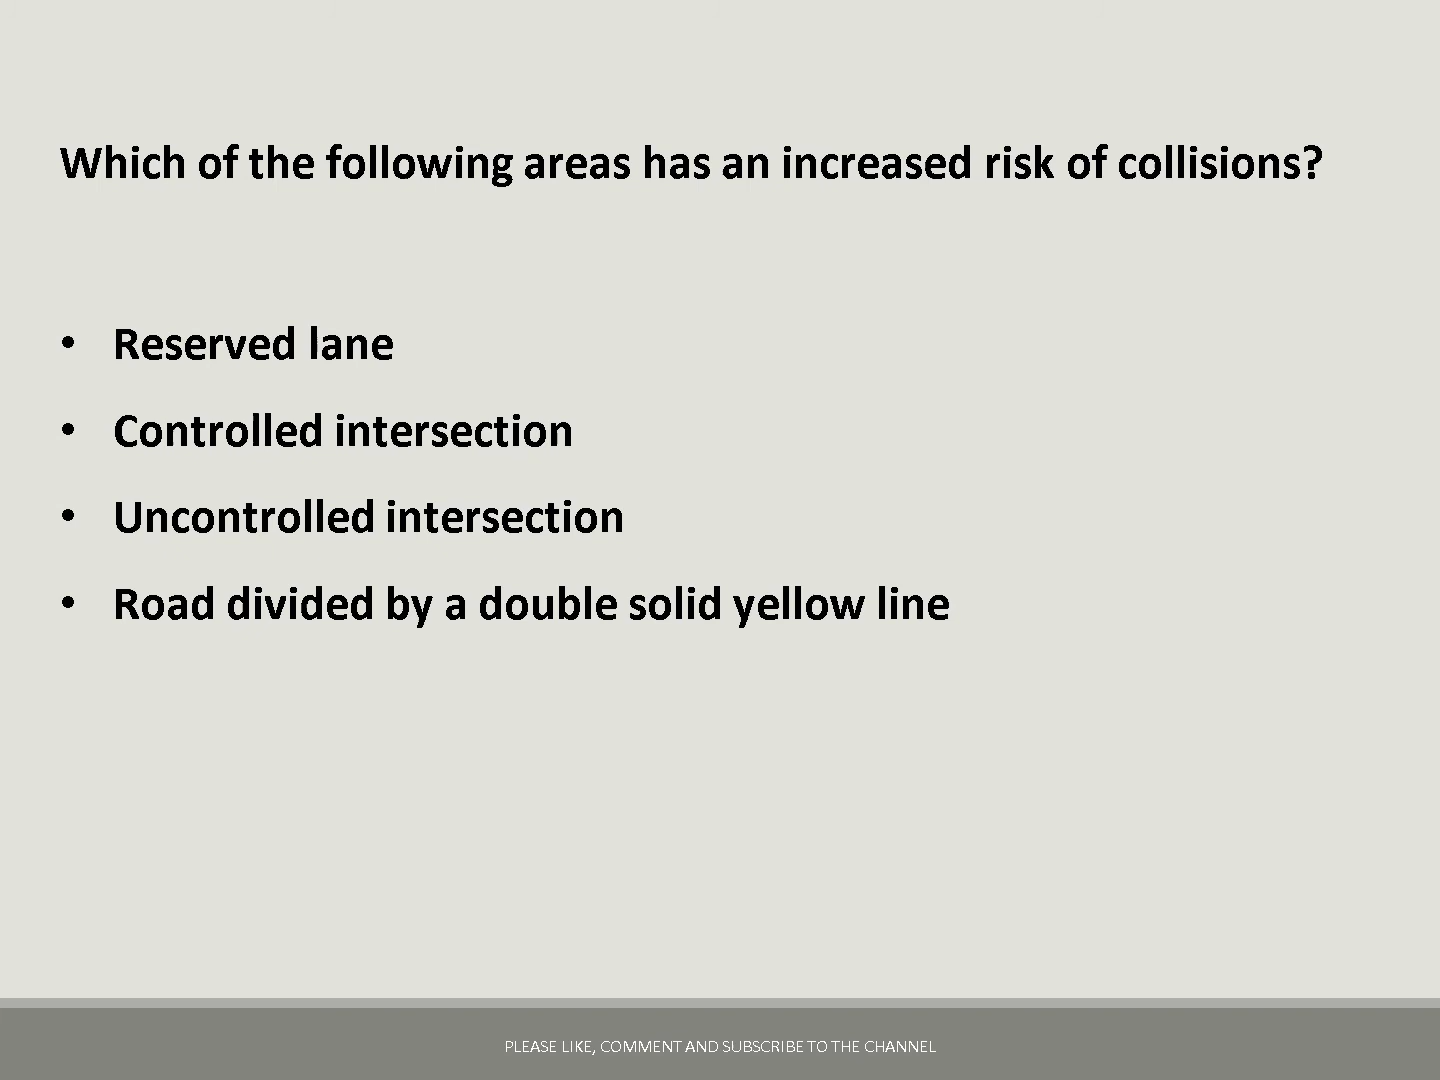 Which of the following areas has an increased risk of collisions?
• Reserved lane
• Controlled intersection
• Uncontrolled intersection
• Road divided by a double solid yellow line
PLEASE LIKE, COMMENT AND SUBSCRIBE TO THE CHANNEL